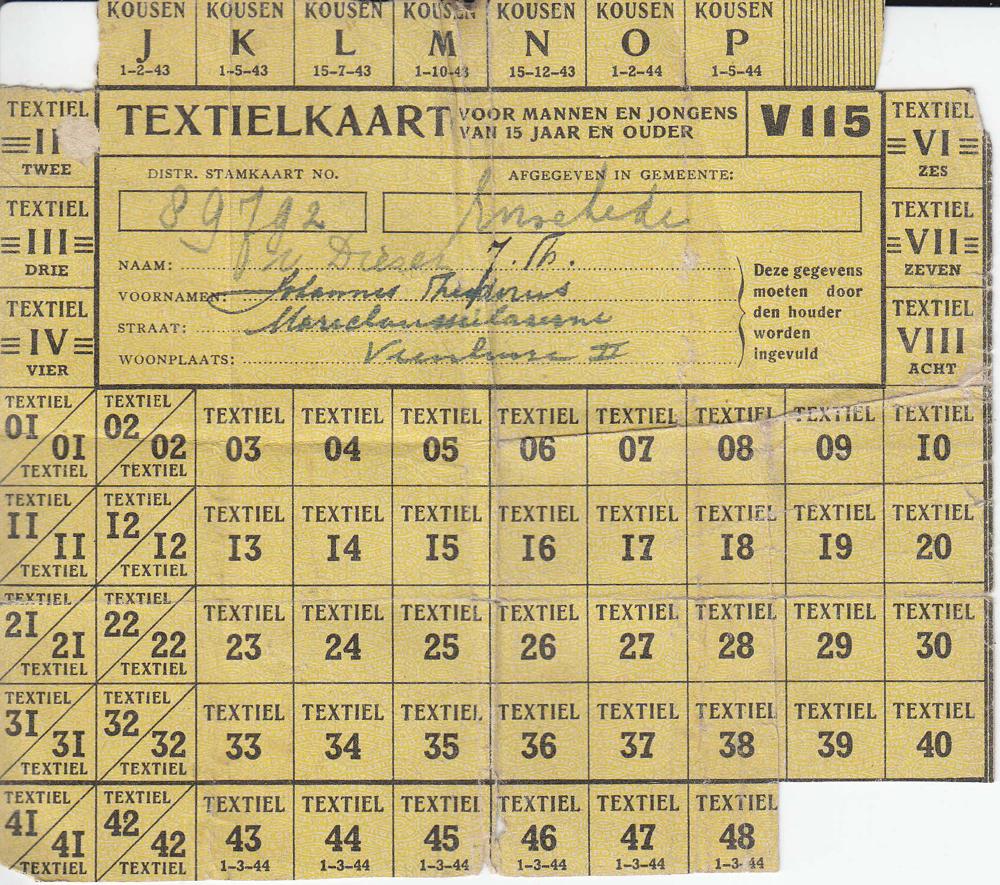 KOUSEN KOUSEN KOUSEN KOUSEN KOUSEN KOUSEN KOUSEN
J K L M N O P
1-2-43 1-5-43 15-7-43 1-10-43 15-12-43 1-2-44 1-5-44
TEXTIEL II TWEE
TEXTIEL III DRIE
TEXTIEL IV VIER
TEXTIELKAART VOOR MANNEN EN JONGENS
VAN 15 JAAR EN OUDER
V 115
DISTR. STAMKAART NO. AFGEGEVEN IN GEMEENTE:
89792 Enschede
NAAM: v Diesen J. Th.
VOORNAMEN: Johannes Theodorus
STRAAT:
WOONPLAATS: II
Deze gegevens
moeten door
den houder
worden
ingevuld
TEXTIEL VI ZES
TEXTIEL VII ZEVEN
TEXTIEL VIII ACHT
TEXTIEL TEXTIEL TEXTIEL TEXTIEL TEXTIEL TEXTIEL TEXTIEL TEXTIEL TEXTIEL TEXTIEL
01 01 02 02 03 04 05 06 07 08 09 10
TEXTIEL TEXTIEL
TEXTIEL TEXTIEL TEXTIEL TEXTIEL TEXTIEL TEXTIEL TEXTIEL TEXTIEL TEXTIEL TEXTIEL
11 11 12 12 13 14 15 16 17 18 19 20
TEXTIEL TEXTIEL
TEXTIEL TEXTIEL TEXTIEL TEXTIEL TEXTIEL TEXTIEL TEXTIEL TEXTIEL TEXTIEL TEXTIEL
21 21 22 22 23 24 25 26 27 28 29 30
TEXTIEL TEXTIEL
TEXTIEL TEXTIEL TEXTIEL TEXTIEL TEXTIEL TEXTIEL TEXTIEL TEXTIEL TEXTIEL TEXTIEL
31 31 32 32 33 34 35 36 37 38 39 40
TEXTIEL TEXTIEL
TEXTIEL TEXTIEL TEXTIEL TEXTIEL TEXTIEL TEXTIEL TEXTIEL TEXTIEL
41 41 42 42 43 44 45 46 47 48
TEXTIEL TEXTIEL 1-3-44 1-3-44 1-3-44 1-3-44 1-3-44 1-3-44